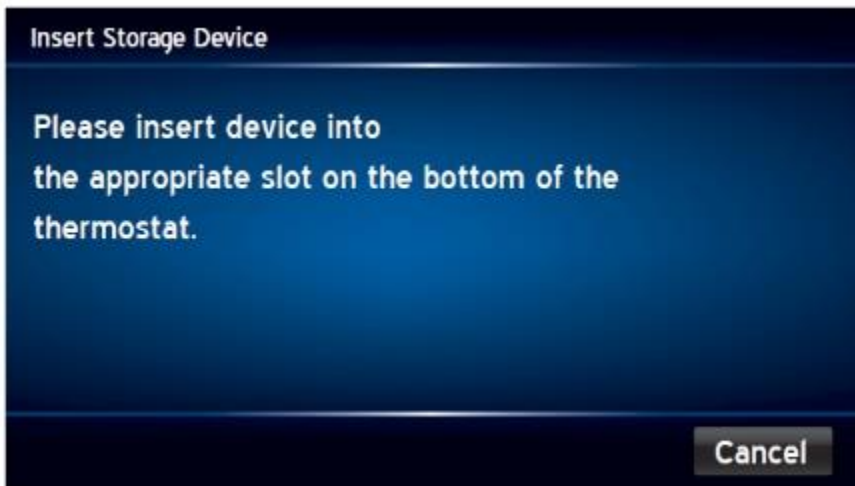 Insert Storage Device
Please insert device into
the appropriate slot on the bottom of the
thermostat.
Cancel